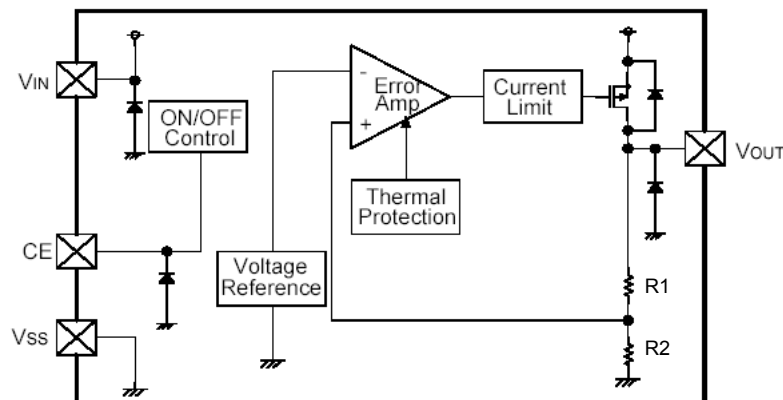 VIN
ON/OFF
Control
CE
VSS
Voltage
Reference
-
+
Error
Amp
Thermal
Protection
Current
Limit
VOUT
R1
R2